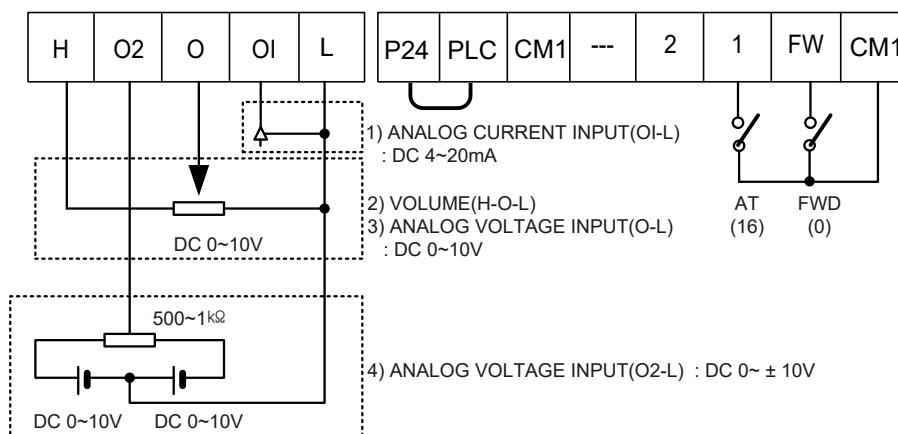 H O2 O OI L P24 PLC CM1 --- 2 1 FW CM1
1) ANALOG CURRENT INPUT(OI-L)
: DC 4~20mA
2) VOLUME(H-O-L)
3) ANALOG VOLTAGE INPUT(O-L)
: DC 0~10V
DC 0~10V
AT FWD
(16) (0)
500~1㏀
4) ANALOG VOLTAGE INPUT(O2-L) : DC 0~ ± 10V
DC 0~10V DC 0~10V